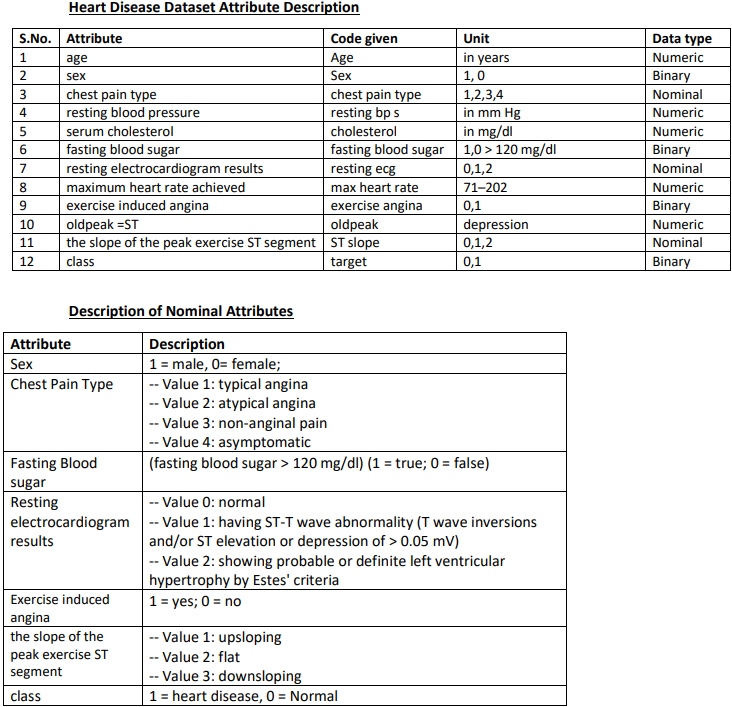 Heart Disease Dataset Attribute Description
S.No. Attribute Code given Unit Data type
1 age Age in years Numeric
2 sex Sex 1, 0 Binary
3 chest pain type chest pain type 1,2,3,4 Nominal
4 resting blood pressure resting bp s in mm Hg Numeric
5 serum cholesterol cholesterol in mg/dl Numeric
6 fasting blood sugar fasting blood sugar 1,0 > 120 mg/dl Binary
7 resting electrocardiogram results resting ecg 0,1,2 Nominal
8 maximum heart rate achieved max heart rate 71–202 Numeric
9 exercise induced angina exercise angina 0,1 Binary
10 oldpeak =ST oldpeak depression Numeric
11 the slope of the peak exercise ST segment ST slope 0,1,2 Nominal
12 class target 0,1 Binary
Description of Nominal Attributes
Attribute Description
Sex 1 = male, 0= female;
Chest Pain Type -- Value 1: typical angina
-- Value 2: atypical angina
-- Value 3: non-anginal pain
-- Value 4: asymptomatic
Fasting Blood (fasting blood sugar > 120 mg/dl) (1 = true; 0 = false)
sugar
Resting -- Value 0: normal
electrocardiogram -- Value 1: having ST-T wave abnormality (T wave inversions
results and/or ST elevation or depression of > 0.05 mV)
-- Value 2: showing probable or definite left ventricular
hypertrophy by Estes' criteria
Exercise induced 1 = yes; 0 = no
angina
the slope of the -- Value 1: upsloping
peak exercise ST -- Value 2: flat
segment -- Value 3: downsloping
class 1 = heart disease, 0 = Normal